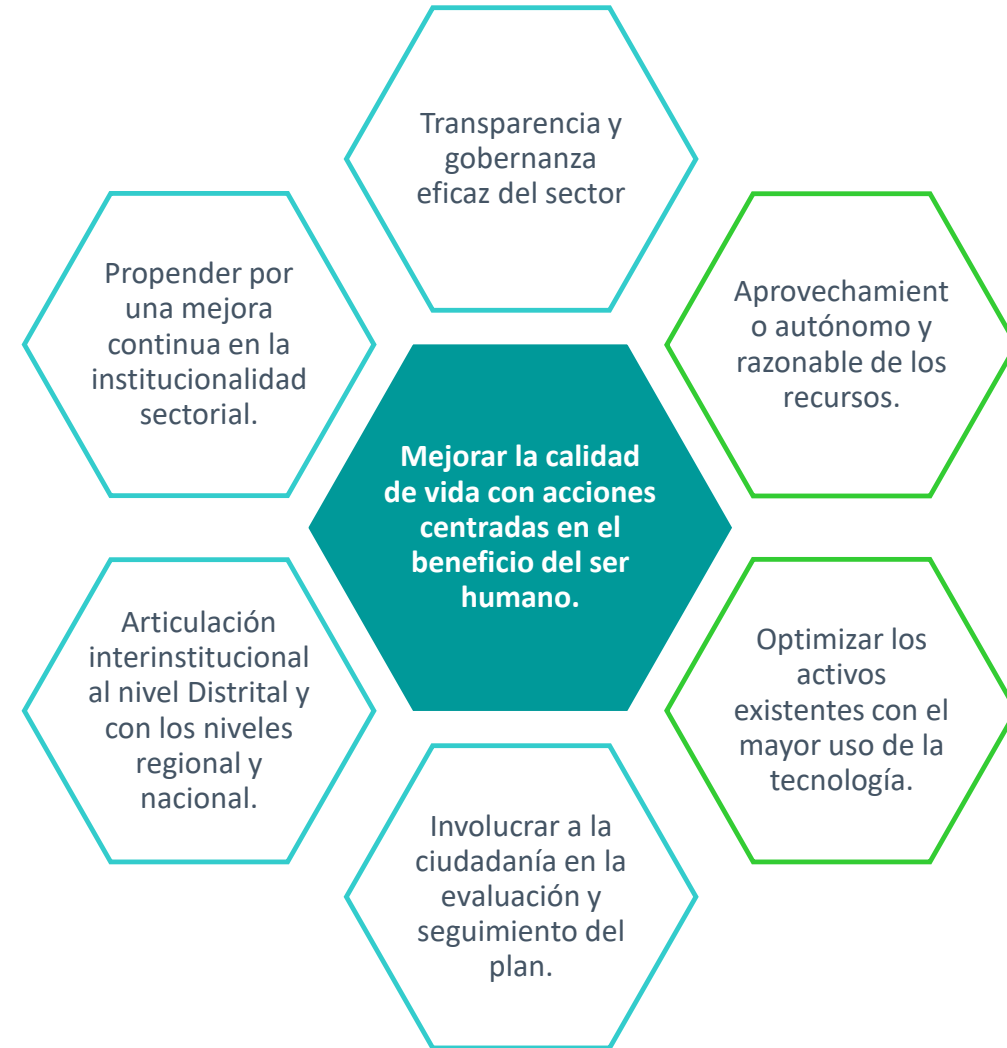 Transparencia y
gobernanza
eficaz del sector
Aprovechamient
o autónomo y
razonable de los
recursos.
Optimizar los
activos
existentes con el
mayor uso de la
tecnología.
Involucrar a la
ciudadanía en la
evaluación y
seguimiento del
plan.
Articulación
interinstitucional
al nivel Distrital y
con los niveles
regional y
nacional.
Propender por
una mejora
continua en la
institucionalidad
sectorial.
Mejorar la calidad
de vida con acciones
centradas en el
beneficio del ser
humano.